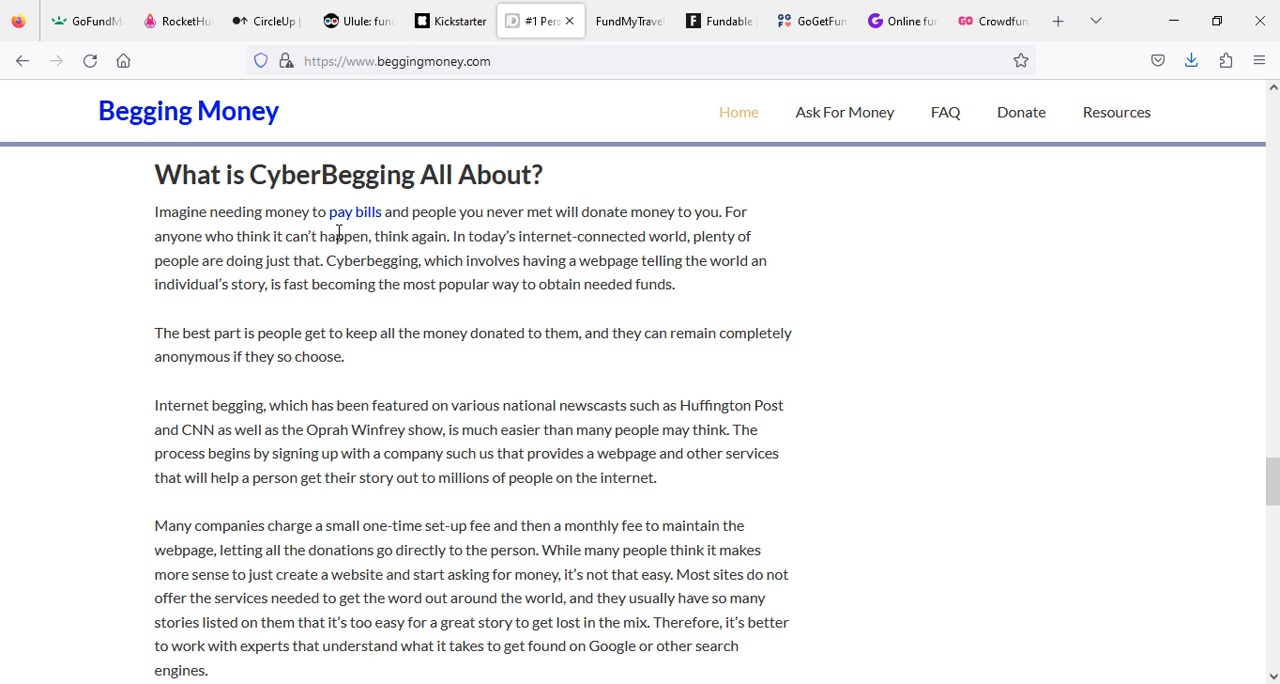 GoFundM
RocketHu
CircleUp |
Ulule: fun
Kickstarter
#1 Pers
FundMyTravel
Fundable
GoGetFun
Online fun
Crowdfun
https://www.beggingmoney.com
Begging Money
Home
Ask For Money
FAQ
Donate
Resources
What is CyberBegging All About?
Imagine needing money to pay bills and people you never met will donate money to you. For
anyone who think it can't happen, think again. In today's internet-connected world, plenty of
people are doing just that. Cyberbegging, which involves having a webpage telling the world an
individual's story, is fast becoming the most popular way to obtain needed funds.
The best part is people get to keep all the money donated to them, and they can remain completely
anonymous if they so choose.
Internet begging, which has been featured on various national newscasts such as Huffington Post
and CNN as well as the Oprah Winfrey show, is much easier than many people may think. The
process begins by signing up with a company such us that provides a webpage and other services
that will help a person get their story out to millions of people on the internet.
Many companies charge a small one-time set-up fee and then a monthly fee to maintain the
webpage, letting all the donations go directly to the person. While many people think it makes
more sense to just create a website and start asking for money, it's not that easy. Most sites do not
offer the services needed to get the word out around the world, and they usually have so many
stories listed on them that it's too easy for a great story to get lost in the mix. Therefore, it's better
to work with experts that understand what it takes to get found on Google or other search
engines.